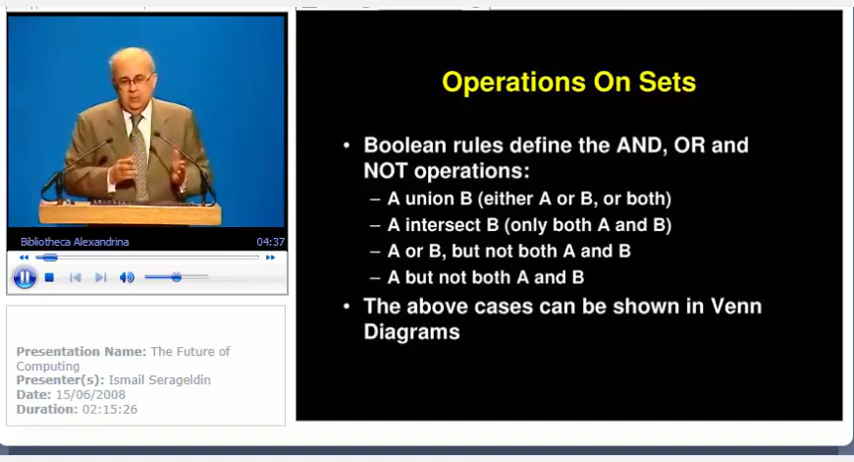 Bibliotheca Alexandrina 04:37
Presentation Name: The Future of
Computing
Presenter(s): Ismail Serageldin
Date: 15/06/2008
Duration: 02:15:26
Operations On Sets
• Boolean rules define the AND, OR and
NOT operations:
– A union B (either A or B, or both)
– A intersect B (only both A and B)
– A or B, but not both A and B
– A but not both A and B
• The above cases can be shown in Venn
Diagrams